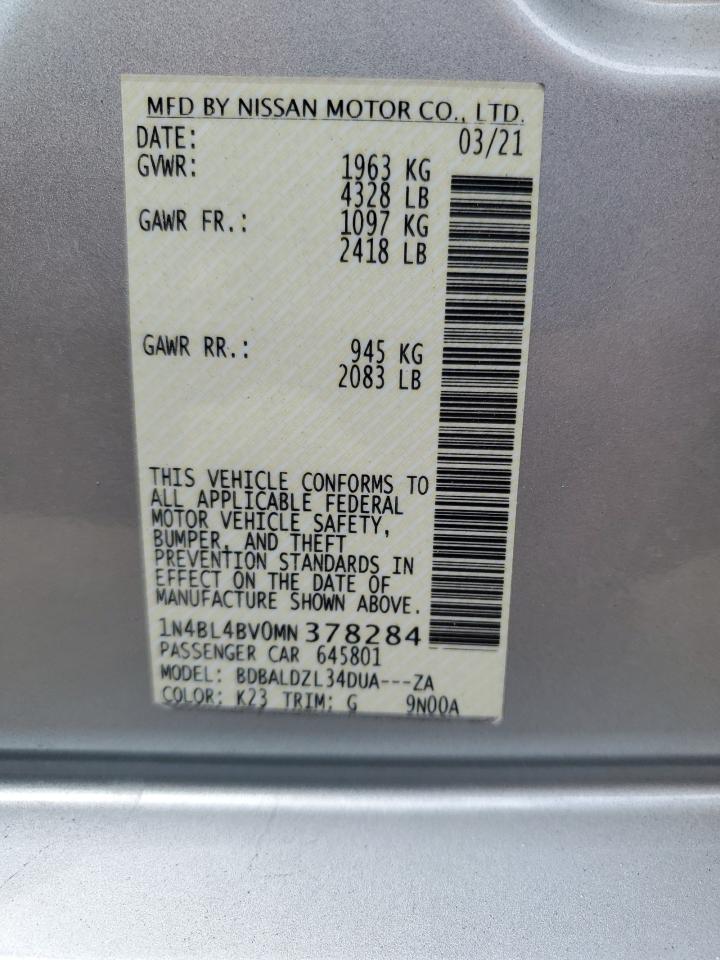 MFD BY NISSAN MOTOR CO., LTD.
DATE: 03/21
GVWR: 1963 KG
4328 LB
GAWR FR.: 1097 KG
2418 LB
GAWR RR.: 945 KG
2083 LB
THIS VEHICLE CONFORMS TO
ALL APPLICABLE FEDERAL
MOTOR VEHICLE SAFETY,
BUMPER, AND THEFT
PREVENTION STANDARDS IN
EFFECT ON THE DATE OF
MANUFACTURE SHOWN ABOVE.
1N4BL4BV0MN378284
PASSENGER CAR 645801
MODEL: BDBALDZL34DUA---ZA
COLOR: K23 TRIM: G 9N00A